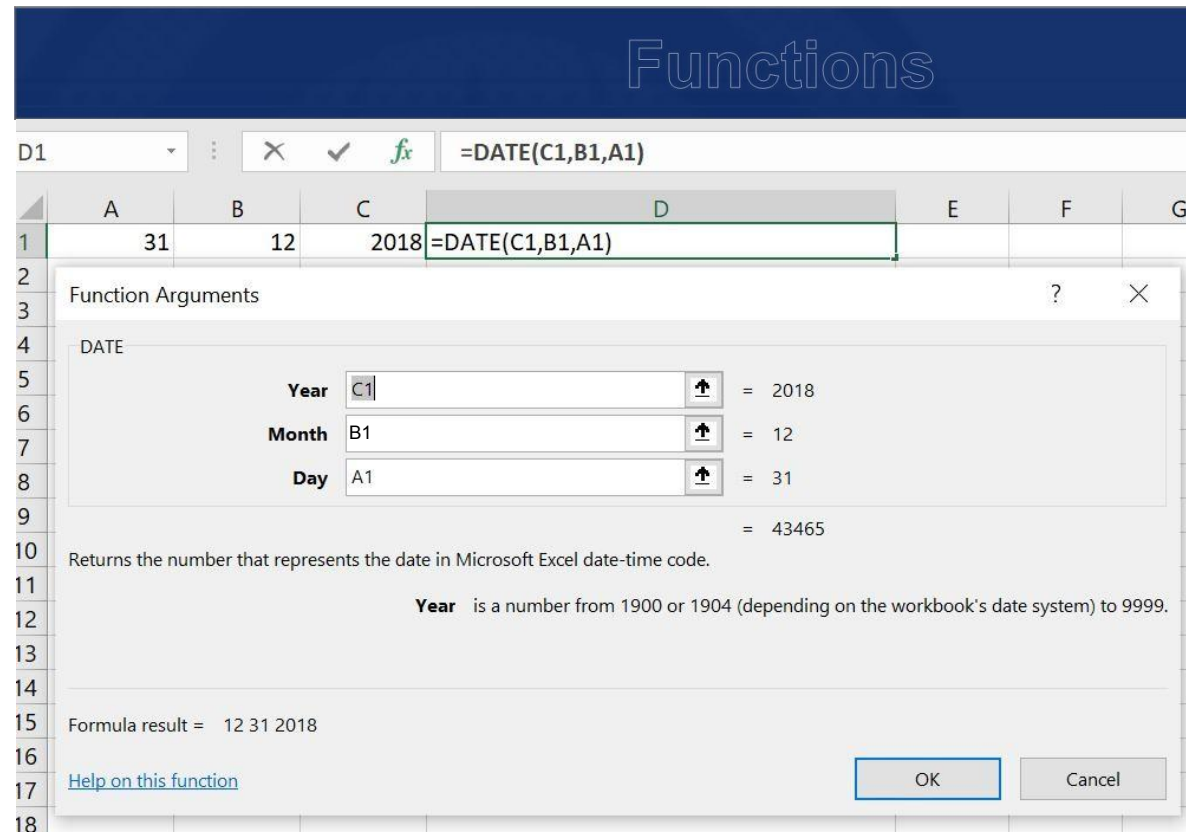 Functions
D1 fx =DATE(C1,B1,A1)
A B C D E F G
1 31 12 2018 =DATE(C1,B1,A1)
2
3 Function Arguments ? ×
4 DATE
5 Year C1 = 2018
6
7 Month B1 = 12
8 Day A1 = 31
9 = 43465
10 Returns the number that represents the date in Microsoft Excel date-time code.
11
12 Year is a number from 1900 or 1904 (depending on the workbook's date system) to 9999.
13
14
15 Formula result = 12 31 2018
16
17 Help on this function OK Cancel
18